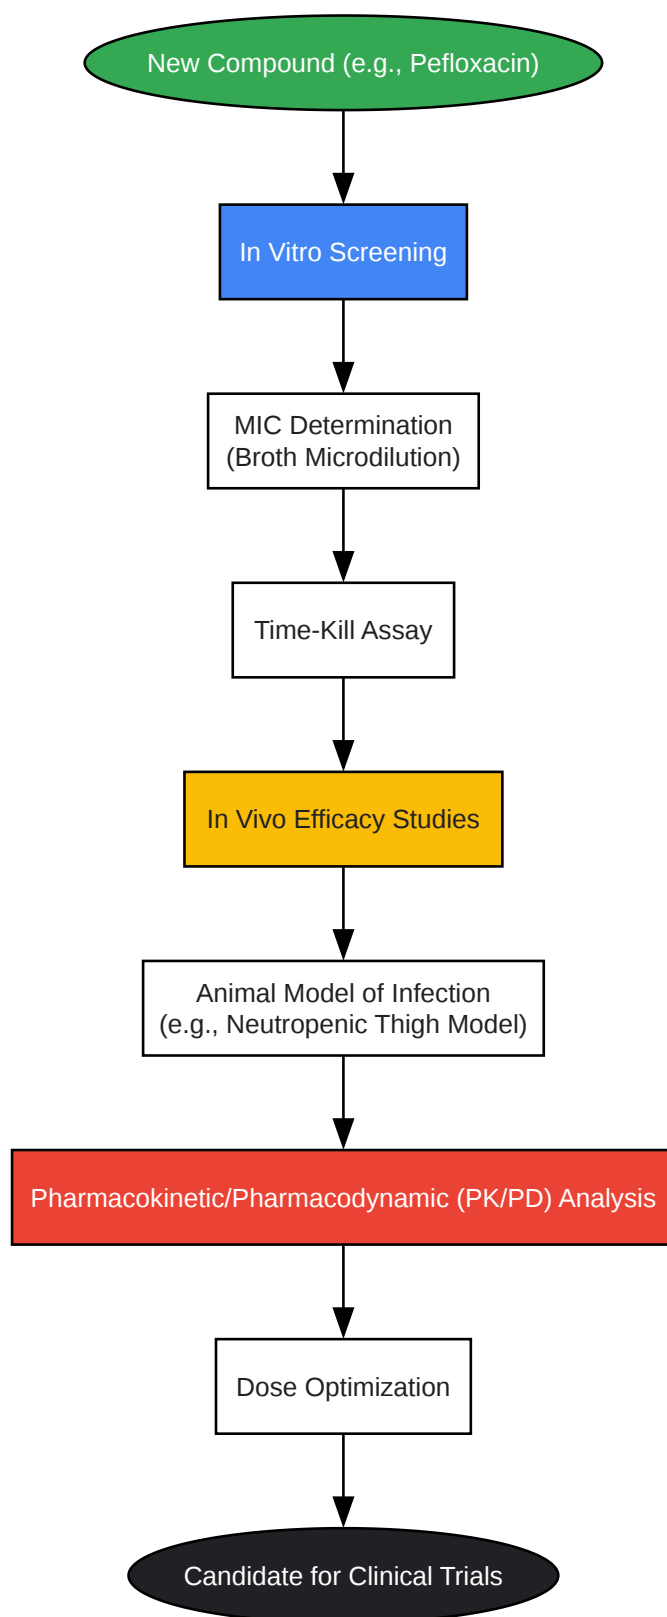 New Compound (e.g., Pefloxacin)
In Vitro Screening
MIC Determination
(Broth Microdilution)
Time-Kill Assay
In Vivo Efficacy Studies
Animal Model of Infection
(e.g., Neutropenic Thigh Model)
Pharmacokinetic/Pharmacodynamic (PK/PD) Analysis
Dose Optimization
Candidate for Clinical Trials